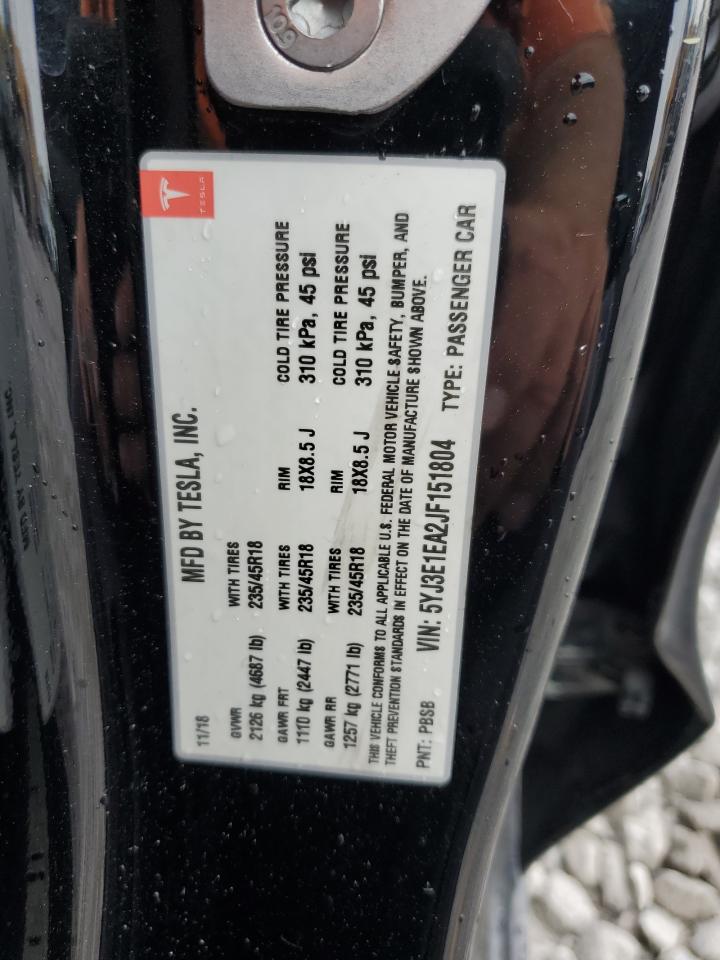 109
TESLA
MFD BY TESLA, INC.
11/18
GVWR WITH TIRES
2126 kg (4687 lb) 235/45R18
GAWR FRT WITH TIRES RIM COLD TIRE PRESSURE
1110 kg (2447 lb) 235/45R18 18X8.5 J 310 kPa, 45 psi
GAWR RR WITH TIRES RIM COLD TIRE PRESSURE
1257 kg (2771 lb) 235/45R18 18X8.5 J 310 kPa, 45 psi
THIS VEHICLE CONFORMS TO ALL APPLICABLE U.S. FEDERAL MOTOR VEHICLE SAFETY, BUMPER, AND
THEFT PREVENTION STANDARDS IN EFFECT ON THE DATE OF MANUFACTURE SHOWN ABOVE.
PNT: PBSB VIN: 5YJ3E1EA2JF151804 TYPE: PASSENGER CAR